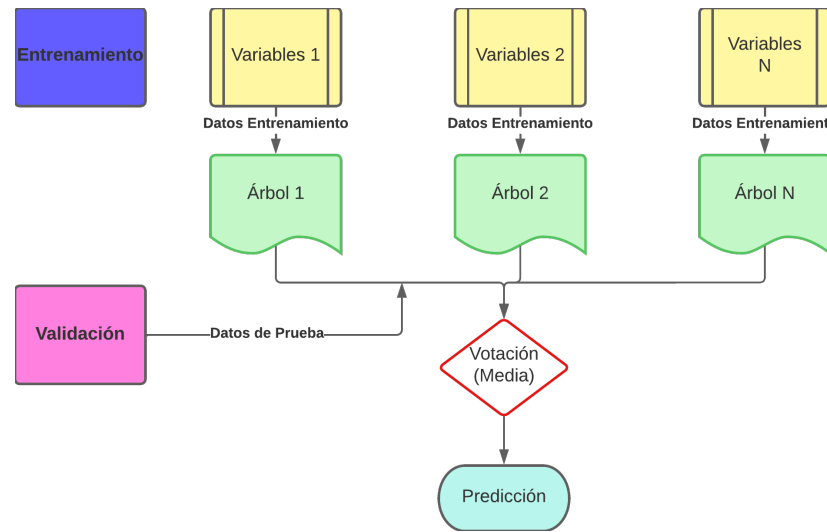 Entrenamiento
Variables 1
Variables 2
Variables
N
Datos Entrenamiento
Datos Entrenamiento
Datos Entrenamient
Árbol 1
Árbol 2
Árbol N
Validación
Datos de Prueba
Votación
(Media)
Predicción